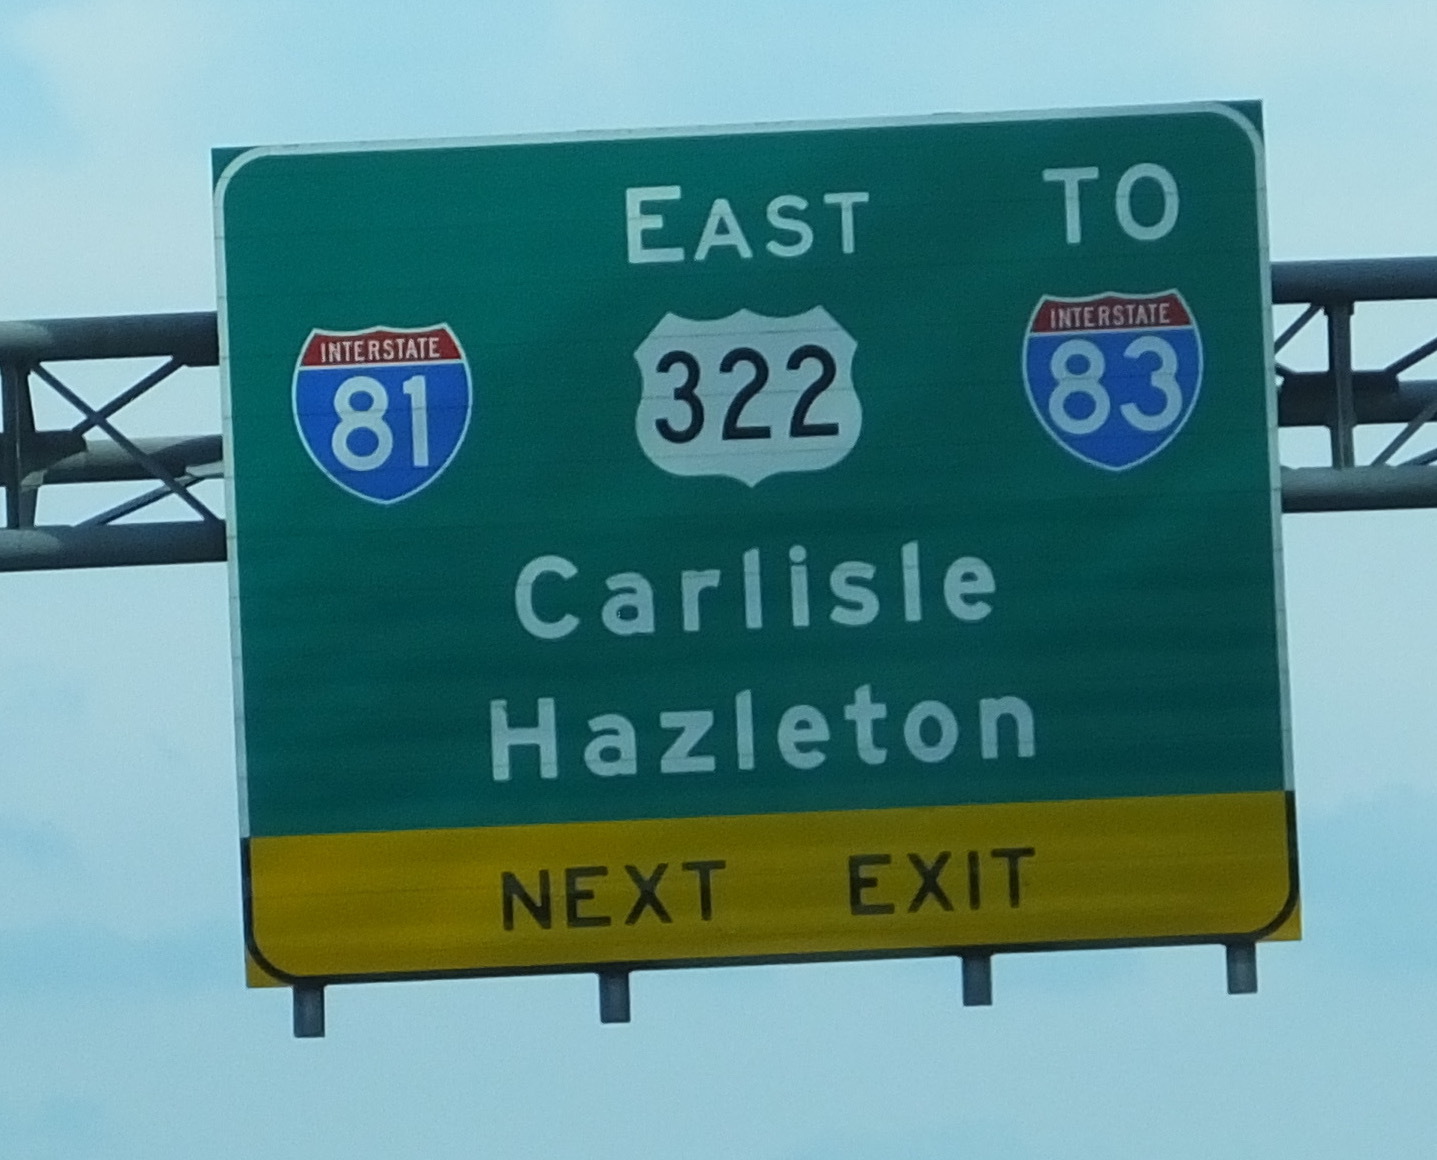 EAST TO
INTERSTATE 81 322 INTERSTATE 83
Carlisle
Hazleton
NEXT EXIT